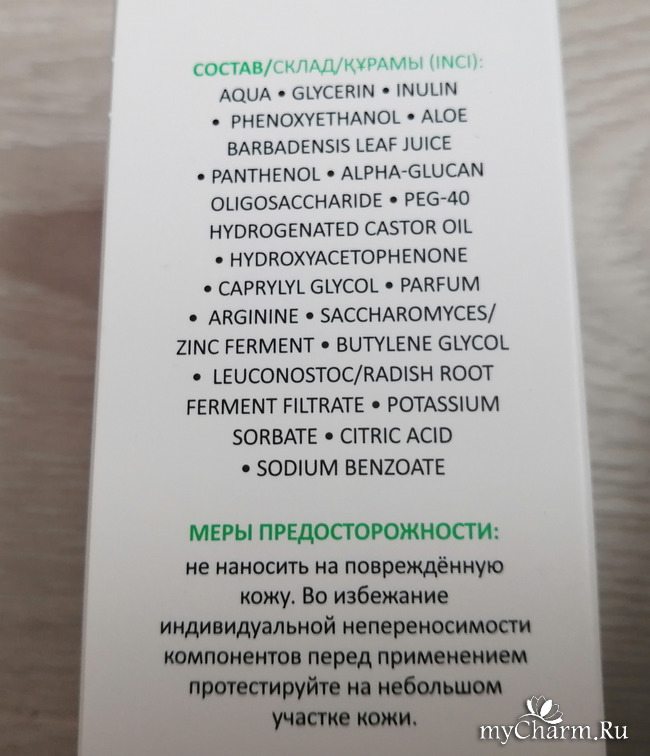 СОСТАВ/СКЛАД/ҚҰРАМЫ (INCI):
AQUA • GLYCERIN • INULIN
• PHENOXYETHANOL • ALOE
BARBADENSIS LEAF JUICE
• PANTHENOL • ALPHA-GLUCAN
OLIGOSACCHARIDE • PEG-40
HYDROGENATED CASTOR OIL
• HYDROXYACETOPHENONE
• CAPRYLYL GLYCOL • PARFUM
• ARGININE • SACCHAROMYCES/
ZINC FERMENT • BUTYLENE GLYCOL
• LEUCONOSTOC/RADISH ROOT
FERMENT FILTRATE • POTASSIUM
SORBATE • CITRIC ACID
• SODIUM BENZOATE
МЕРЫ ПРЕДОСТОРОЖНОСТИ:
не наносить на повреждённую
кожу. Во избежание
индивидуальной непереносимости
компонентов перед применением
протестируйте на небольшом
участке кожи.
myCharm.Ru